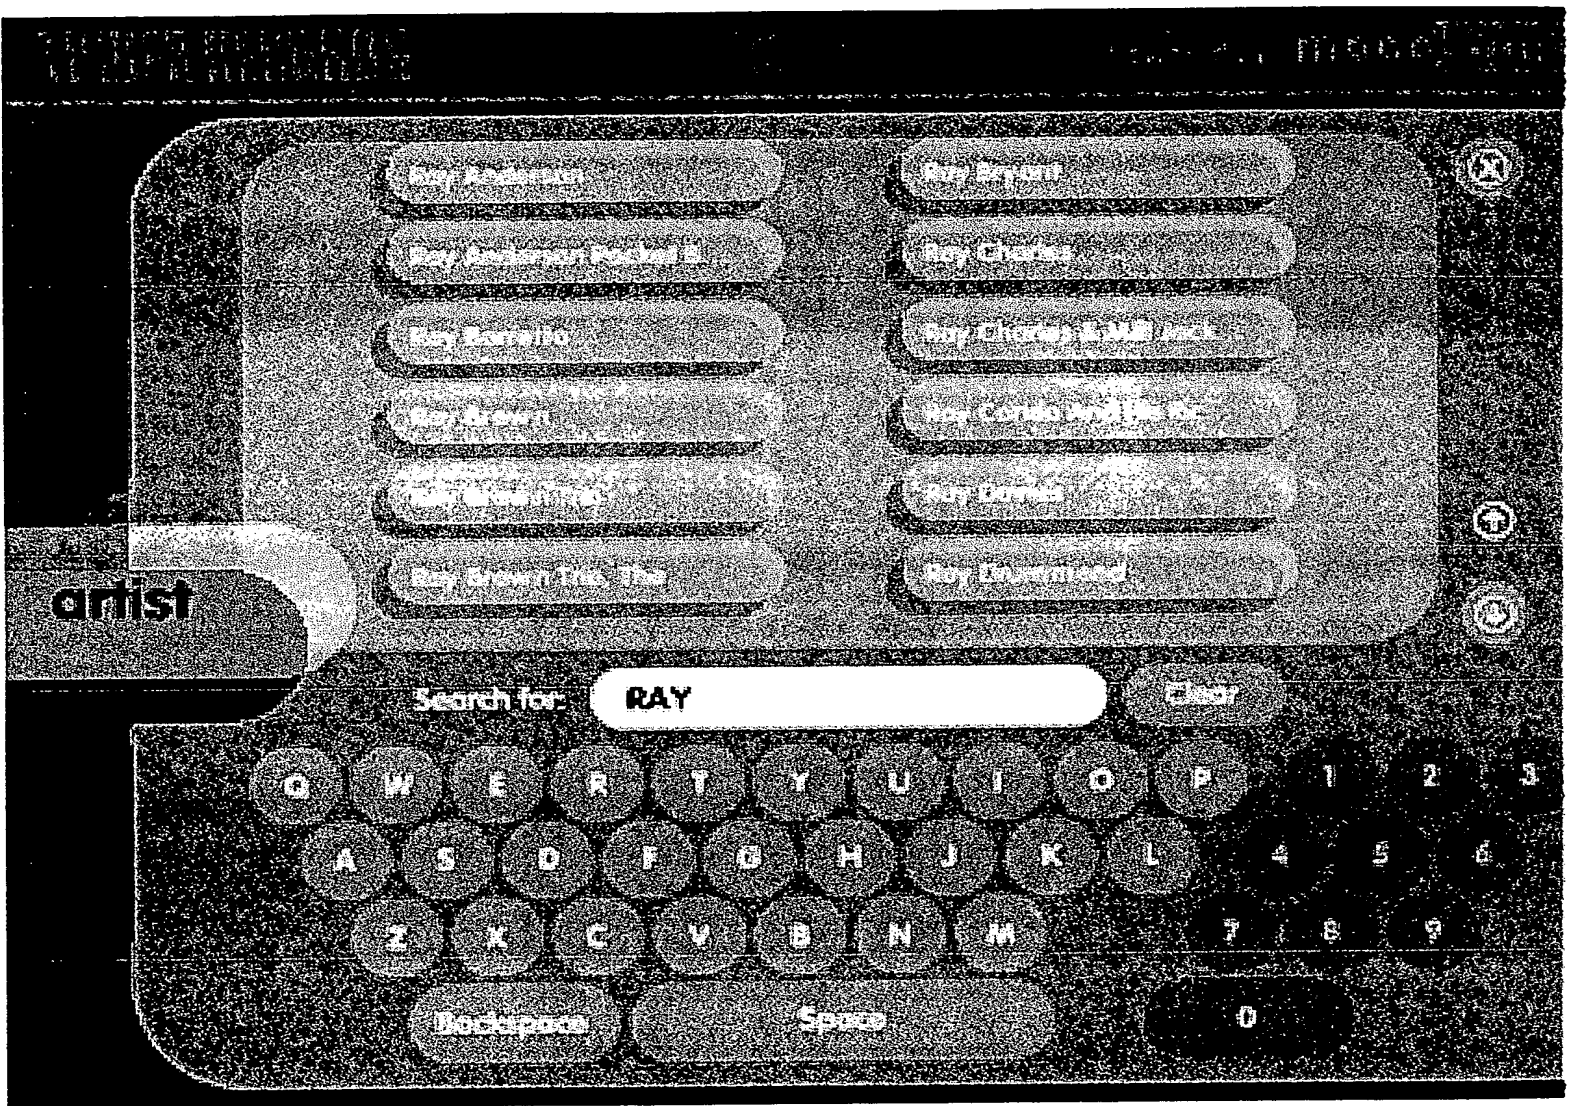 Ray Anderson
Ray Bryant
X
Ray Anderson Pocket B...
Ray Charles
Ray Barretto
Ray Charles & Milt Jack...
Ray Brown
Ray Condo And His Ric...
Ray Brown Trio
Ray Davies
Ray Brown Trio, The
Ray Drummond
artist
Search for: RAY Clear
Q W E R T Y U I O P 1 2 3
A S D F G H J K L 4 5 6
Z X C V B N M 7 8 9
Backspace Space 0